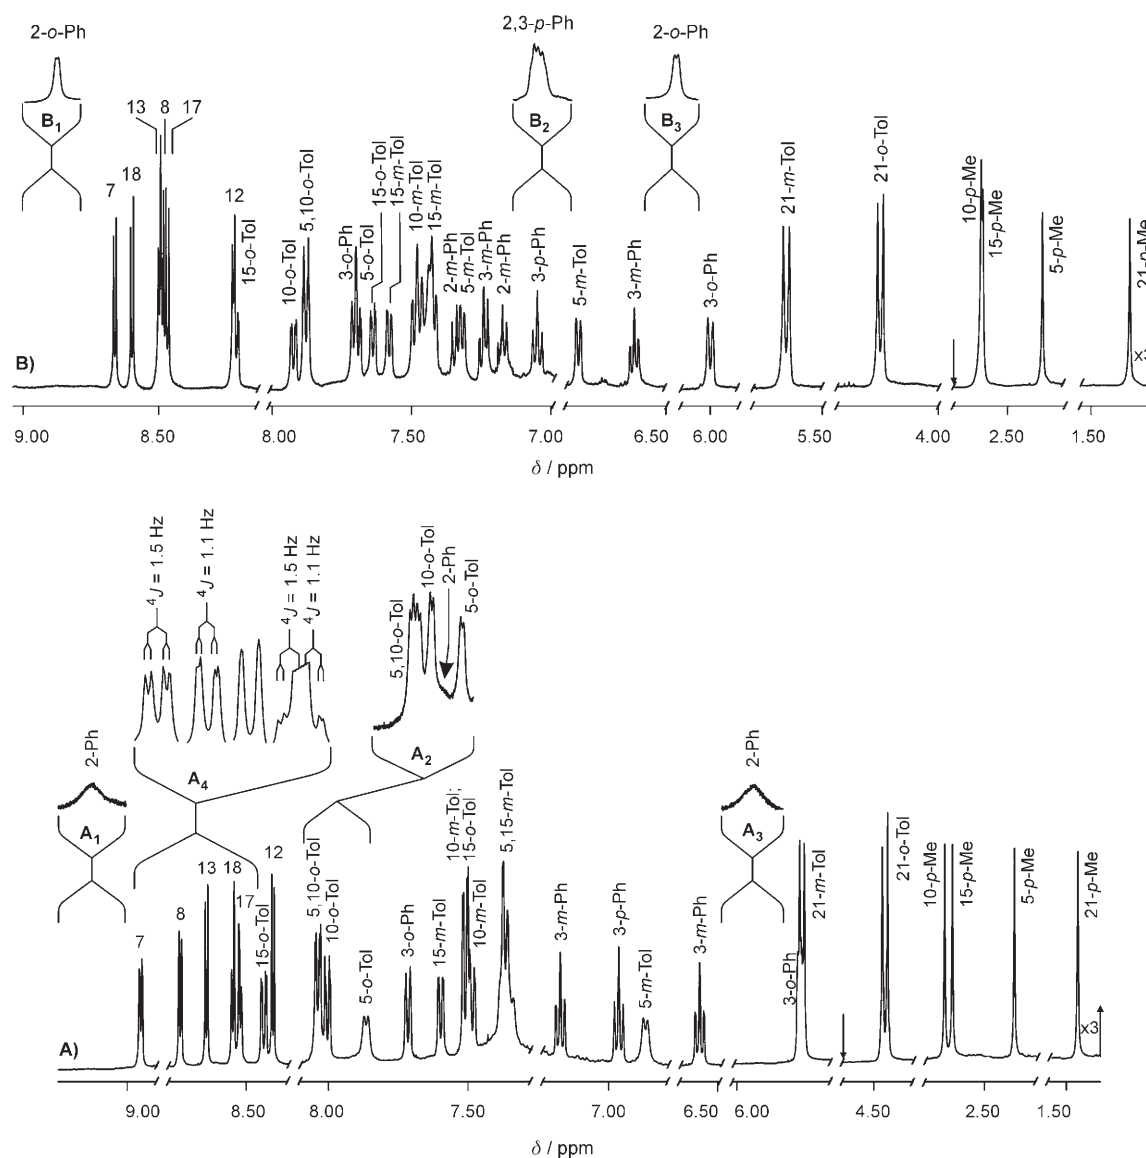 2-o-Ph
2,3-p-Ph
2-o-Ph
B1
B2
B3
13 8 17
7
18
12
15-o-Tol
10-o-Tol
5,10-o-Tol
3-o-Ph
5-o-Tol
15-o-Tol
15-m-Tol
10-m-Tol
15-m-Tol
2-m-Ph
5-m-Tol
3-m-Ph
2-m-Ph
3-p-Ph
5-m-Tol
3-m-Ph
3-o-Ph
21-m-Tol
21-o-Tol
10-p-Me
15-p-Me
5-p-Me
21-p-Me
x3
B)
9.00 8.50 8.00 7.50 7.00 6.50 6.00 5.50 4.00 2.50 1.50
δ / ppm
⁴J = 1.5 Hz
⁴J = 1.1 Hz
⁴J = 1.5 Hz
⁴J = 1.1 Hz
5,10-o-Tol
10-o-Tol
2-Ph
5-o-Tol
2-Ph
A1
A4
A2
2-Ph
A3
7
8
13
18
17
15-o-Tol
12
5,10-o-Tol
10-o-Tol
5-o-Tol
3-o-Ph
15-m-Tol
10-m-Tol;
15-o-Tol
10-m-Tol
5,15-m-Tol
3-m-Ph
3-p-Ph
5-m-Tol
3-m-Ph
3-o-Ph
21-m-Tol
21-o-Tol
10-p-Me
15-p-Me
5-p-Me
21-p-Me
x3
A)
9.00 8.50 8.00 7.50 7.00 6.50 6.00 4.50 2.50 1.50
δ / ppm